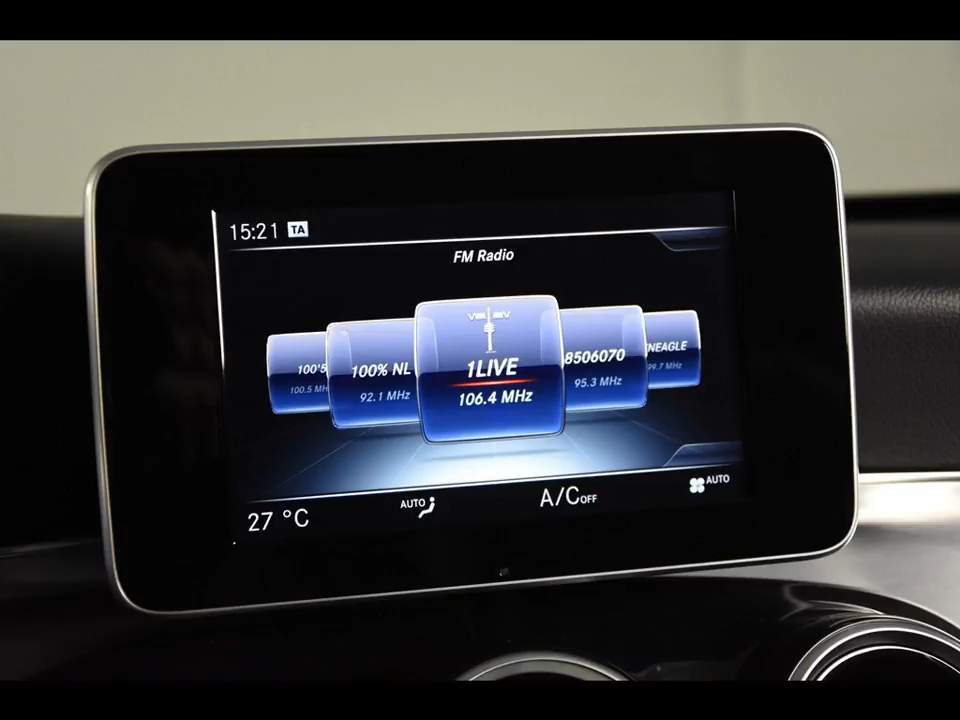 15:21 TA
FM Radio
100'5 100% NL 1LIVE 8506070 NEAGLE
100.5 MH 92.1 MHz 106.4 MHz 95.3 MHz 99.7 MHz
27 °C AUTO A/C OFF AUTO